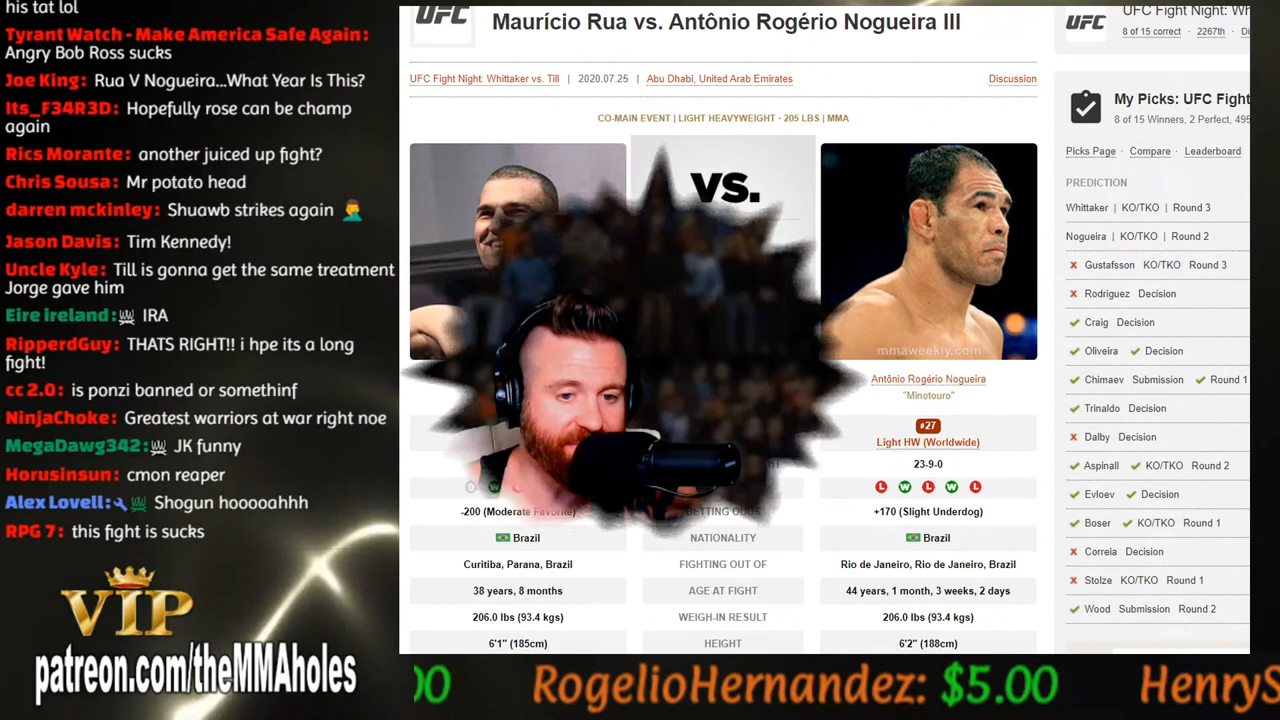 his tat lol
Tyrant Watch - Make America Safe Again:
Angry Bob Ross sucks
Joe King: Rua V Nogueira...What Year Is This?
Its_F34R3D: Hopefully rose can be champ
again
Rics Morante: another juiced up fight?
Chris Sousa: Mr potato head
darren mckinley: Shuawb strikes again 🤦‍♂️
Jason Davis: Tim Kennedy!
Uncle Kyle: Till is gonna get the same treatment
Jorge gave him
Eire ireland: IRA
RipperdGuy: THATS RIGHT!! i hpe its a long
fight!
cc 2.0: is ponzi banned or somethinf
NinjaChoke: Greatest warriors at war right noe
MegaDawg342: JK funny
Horusinsun: cmon reaper
Alex Lovell: Shogun hooooahhh
RPG 7: this fight is sucks
VIP
patreon.com/theMMAholes
UFC
Maurício Rua vs. Antônio Rogério Nogueira III
UFC Fight Night: Whittaker vs. Till | 2020.07.25 | Abu Dhabi, United Arab Emirates
Discussion
CO-MAIN EVENT | LIGHT HEAVYWEIGHT · 205 LBS | MMA
VS.
mmaweekly.com
Antônio Rogério Nogueira
"Minotouro"
#27
Light HW (Worldwide)
23-9-0
L W L W L
-200 (Moderate Favorite) BETTING ODDS +170 (Slight Underdog)
Brazil NATIONALITY Brazil
Curitiba, Parana, Brazil FIGHTING OUT OF Rio de Janeiro, Rio de Janeiro, Brazil
38 years, 8 months AGE AT FIGHT 44 years, 1 month, 3 weeks, 2 days
206.0 lbs (93.4 kgs) WEIGH-IN RESULT 206.0 lbs (93.4 kgs)
6'1" (185cm) HEIGHT 6'2" (188cm)
UFC
UFC Fight Night: Wh
8 of 15 correct · 2267th · Di
My Picks: UFC Fight
8 of 15 Winners, 2 Perfect, 495
Picks Page · Compare · Leaderboard
PREDICTION
Whittaker | KO/TKO | Round 3
Nogueira | KO/TKO | Round 2
Gustafsson KO/TKO Round 3
Rodriguez Decision
Craig Decision
Oliveira Decision
Chimaev Submission Round 1
Trinaldo Decision
Dalby Decision
Aspinall KO/TKO Round 2
Evloev Decision
Boser KO/TKO Round 1
Correia Decision
Stolze KO/TKO Round 1
Wood Submission Round 2
00 RogelioHernandez: $5.00 HenryS